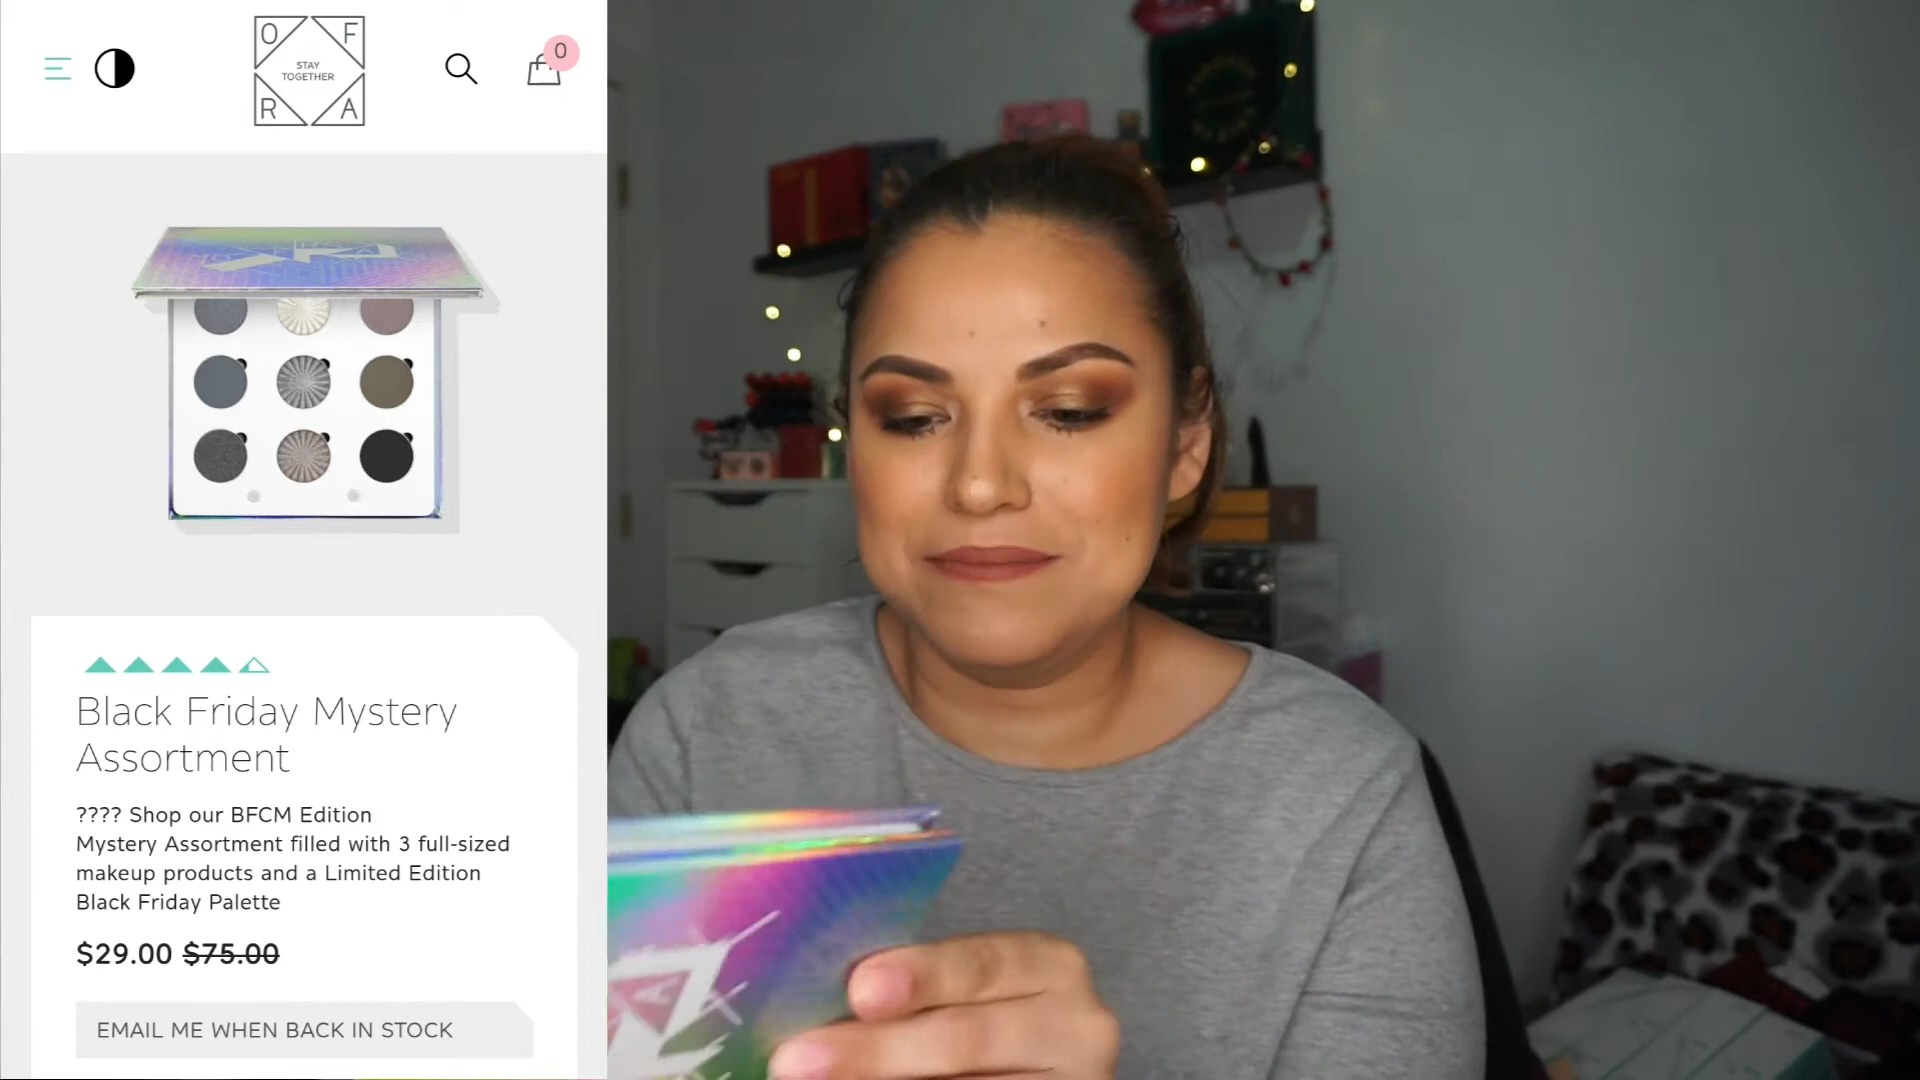 O F
STAY
TOGETHER
R A
0
Black Friday Mystery
Assortment
???? Shop our BFCM Edition
Mystery Assortment filled with 3 full-sized
makeup products and a Limited Edition
Black Friday Palette
$29.00 $75.00
EMAIL ME WHEN BACK IN STOCK